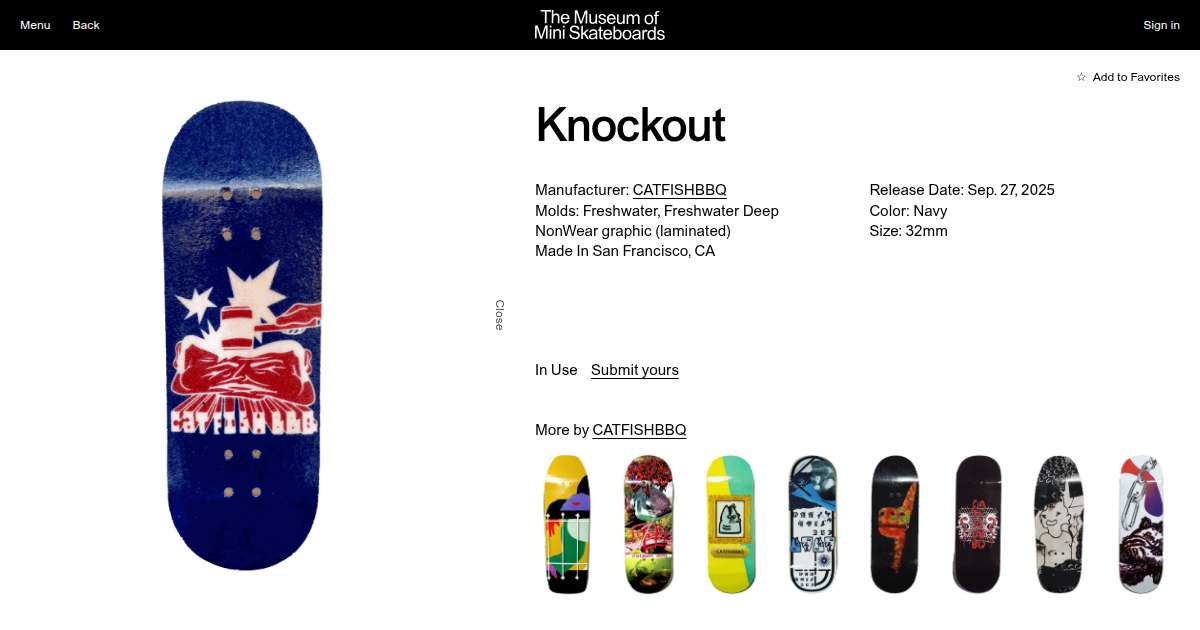 Menu
Back
The Museum of
Mini Skateboards
Sign in
☆ Add to Favorites
Knockout
Manufacturer: CATFISHBBQ
Molds: Freshwater, Freshwater Deep
NonWear graphic (laminated)
Made In San Francisco, CA
Release Date: Sep. 27, 2025
Color: Navy
Size: 32mm
CATFISH BBQ
Close
In Use
Submit yours
More by CATFISHBBQ
CATFISHBBQ